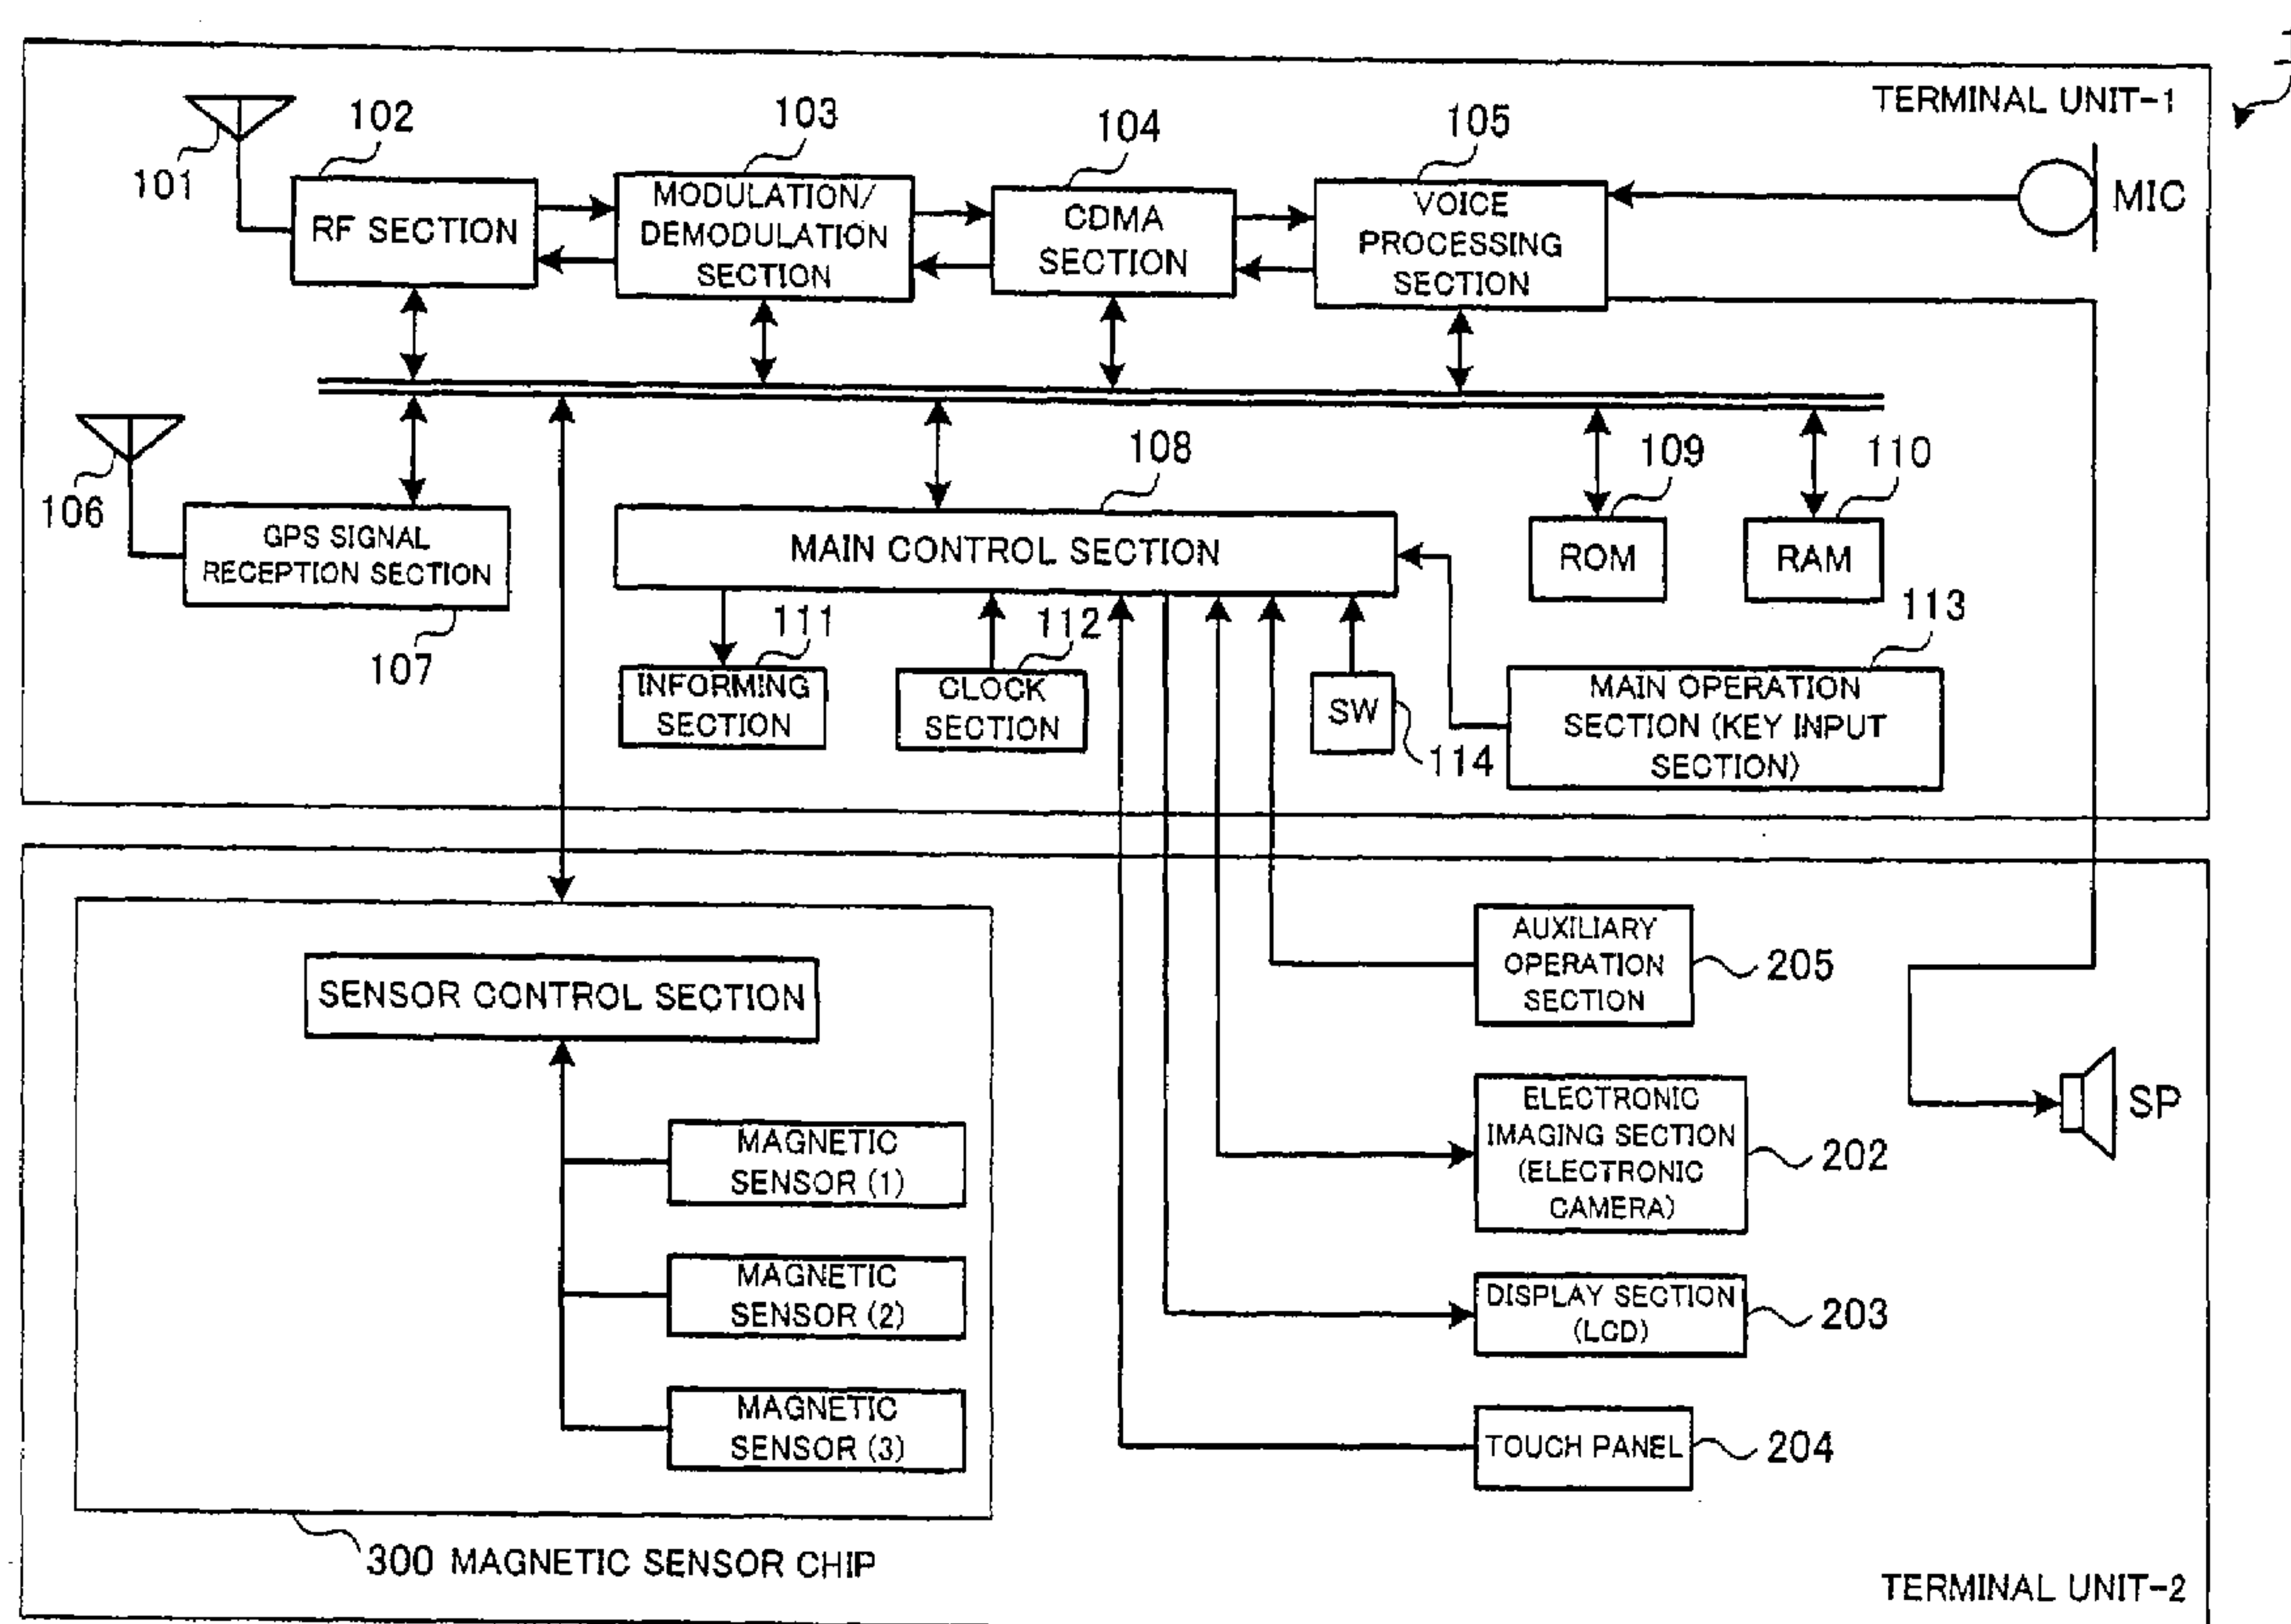 1
TERMINAL UNIT-1
101
102
RF SECTION
103
MODULATION/
DEMODULATION
SECTION
104
CDMA
SECTION
105
VOICE
PROCESSING
SECTION
MIC
106
GPS SIGNAL
RECEPTION SECTION
107
108
MAIN CONTROL SECTION
109
ROM
110
RAM
111
INFORMING
SECTION
112
CLOCK
SECTION
SW
114
113
MAIN OPERATION
SECTION (KEY INPUT
SECTION)
SENSOR CONTROL SECTION
MAGNETIC
SENSOR (1)
MAGNETIC
SENSOR (2)
MAGNETIC
SENSOR (3)
300 MAGNETIC SENSOR CHIP
AUXILIARY
OPERATION
SECTION
205
ELECTRONIC
IMAGING SECTION
(ELECTRONIC
CAMERA)
202
DISPLAY SECTION
(LCD)
203
TOUCH PANEL
204
SP
TERMINAL UNIT-2